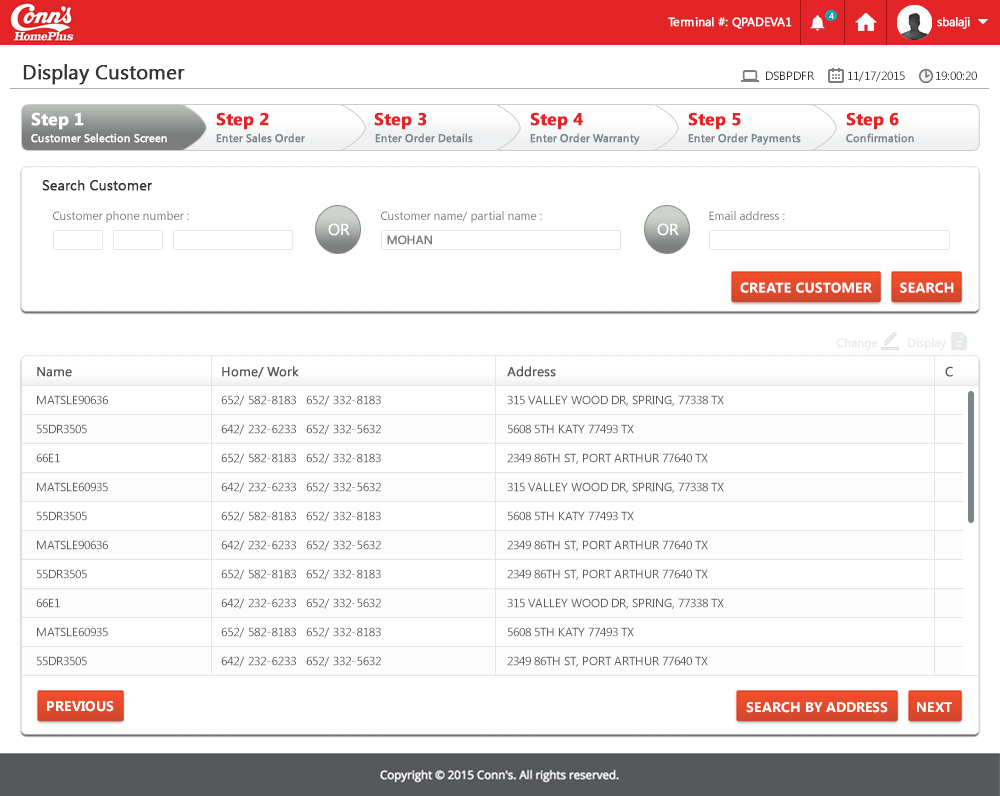 Conn's
HomePlus
Terminal #: QPADEVA1
4
sbalaji
Display Customer
DSBPDFR 11/17/2015 19:00:20
Step 1 Step 2 Step 3 Step 4 Step 5 Step 6
Customer Selection Screen Enter Sales Order Enter Order Details Enter Order Warranty Enter Order Payments Confirmation
Search Customer
Customer phone number : OR Customer name/ partial name : OR Email address :
MOHAN
CREATE CUSTOMER SEARCH
Change Display
Name Home/ Work Address C
MATSLE90636 652/ 582-8183 652/ 332-8183 315 VALLEY WOOD DR, SPRING, 77338 TX
55DR3505 642/ 232-6233 652/ 332-5632 5608 5TH KATY 77493 TX
66E1 652/ 582-8183 652/ 332-8183 2349 86TH ST, PORT ARTHUR 77640 TX
MATSLE60935 642/ 232-6233 652/ 332-5632 315 VALLEY WOOD DR, SPRING, 77338 TX
55DR3505 652/ 582-8183 652/ 332-8183 5608 5TH KATY 77493 TX
MATSLE90636 642/ 232-6233 652/ 332-5632 2349 86TH ST, PORT ARTHUR 77640 TX
55DR3505 652/ 582-8183 652/ 332-8183 2349 86TH ST, PORT ARTHUR 77640 TX
66E1 642/ 232-6233 652/ 332-5632 315 VALLEY WOOD DR, SPRING, 77338 TX
MATSLE60935 652/ 582-8183 652/ 332-8183 5608 5TH KATY 77493 TX
55DR3505 642/ 232-6233 652/ 332-5632 2349 86TH ST, PORT ARTHUR 77640 TX
PREVIOUS SEARCH BY ADDRESS NEXT
Copyright © 2015 Conn's. All rights reserved.